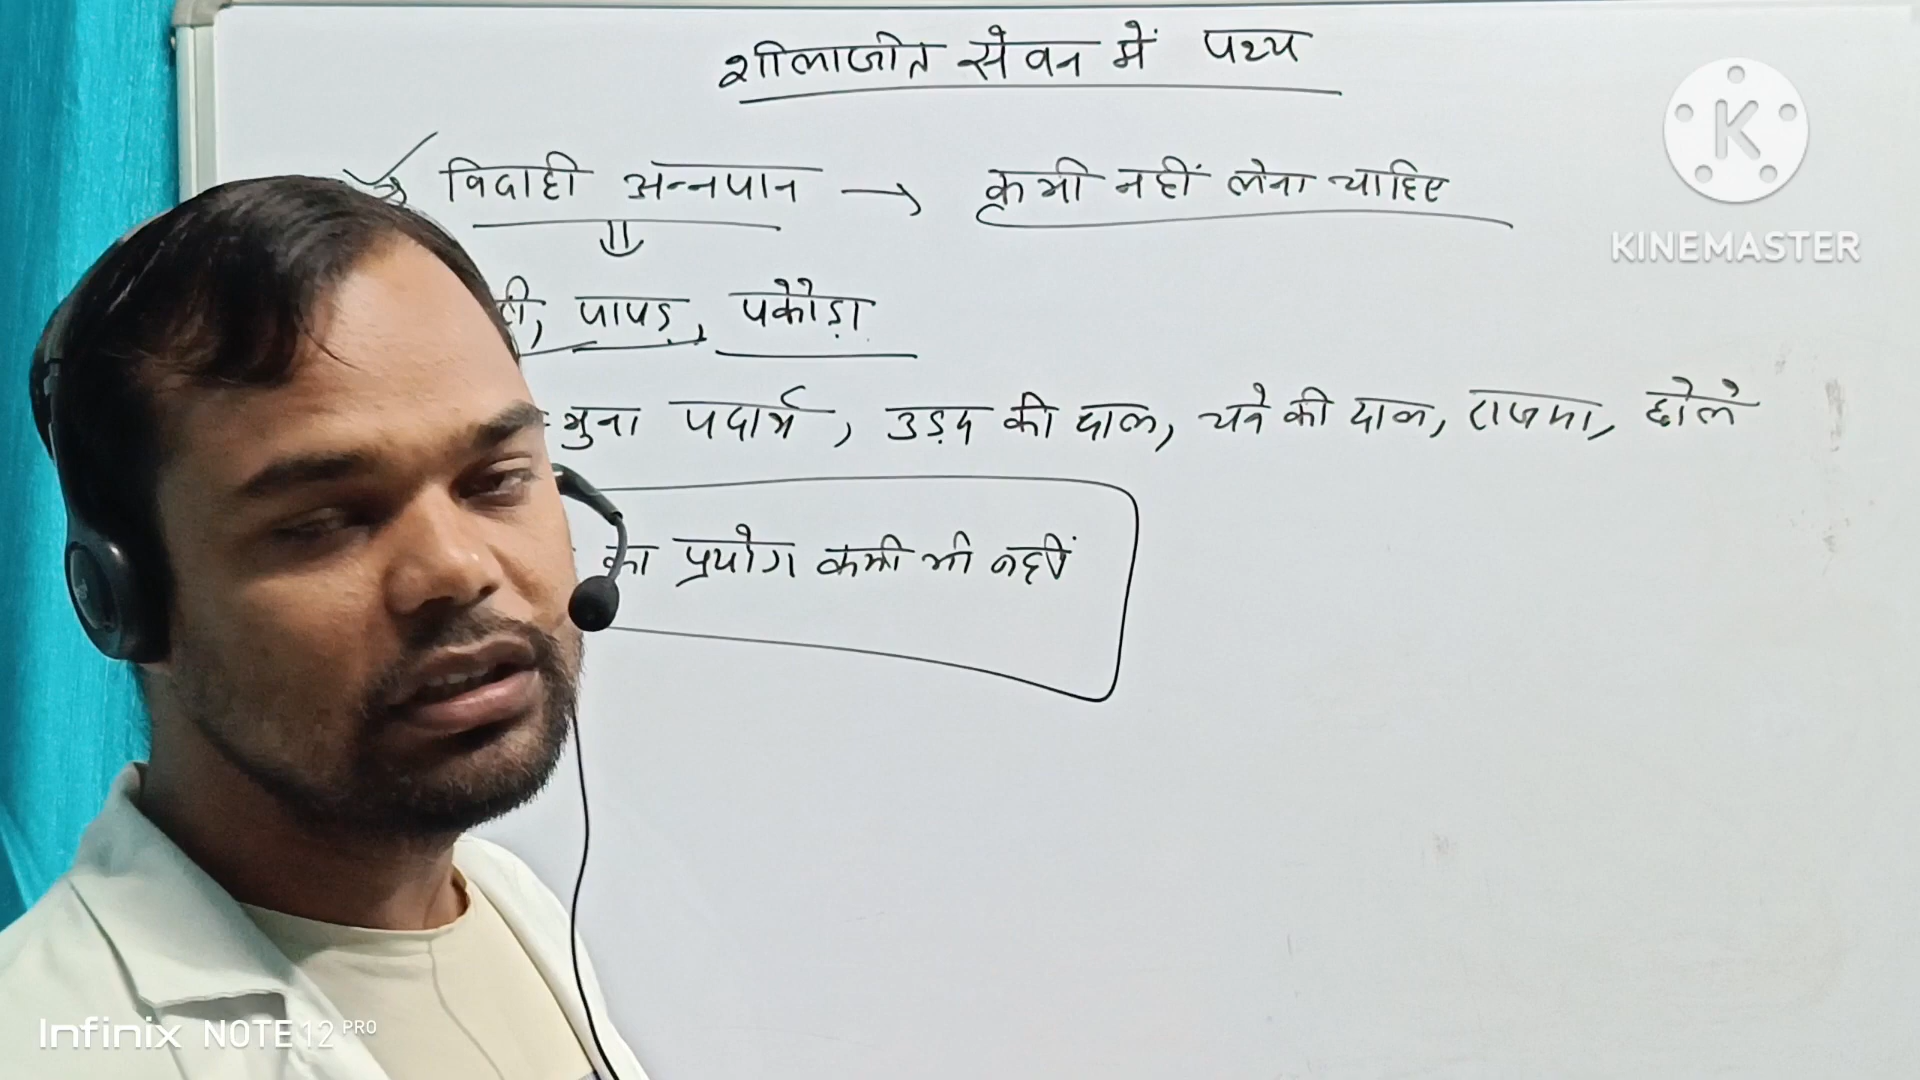 शीलाजीत सेवन में पथ्य
विदाही अन्नपान → कभी नहीं लेना चाहिए
पापड़, पकौड़ा
भुना पदार्थ, उड़द की दाल, चने की दाल, राजमा, छोले
का प्रयोग कभी भी नहीं
KINEMASTER
Infinix NOTE 12 PRO